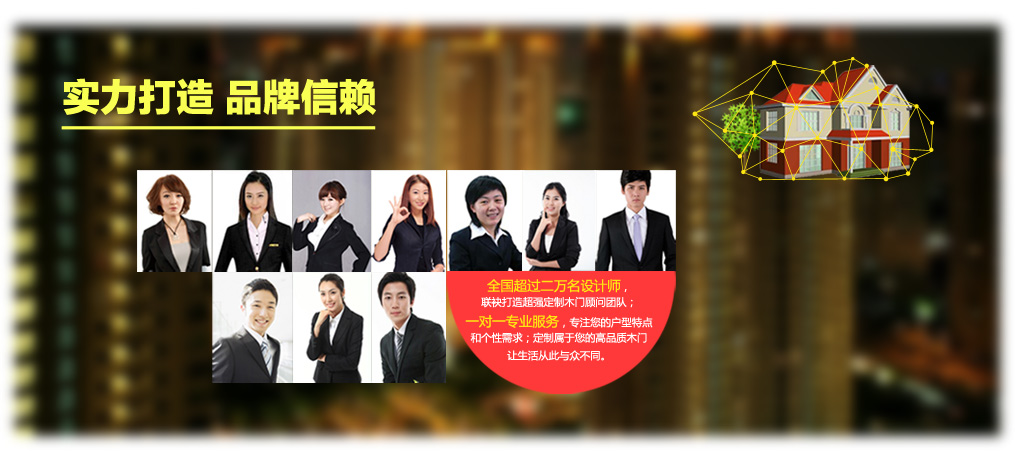 实力打造 品牌信赖
全国超过二万名设计师，
联袂打造超强定制木门顾问团队；
一对一专业服务，专注您的户型特点
和个性需求；定制属于您的高品质木门
让生活从此与众不同。